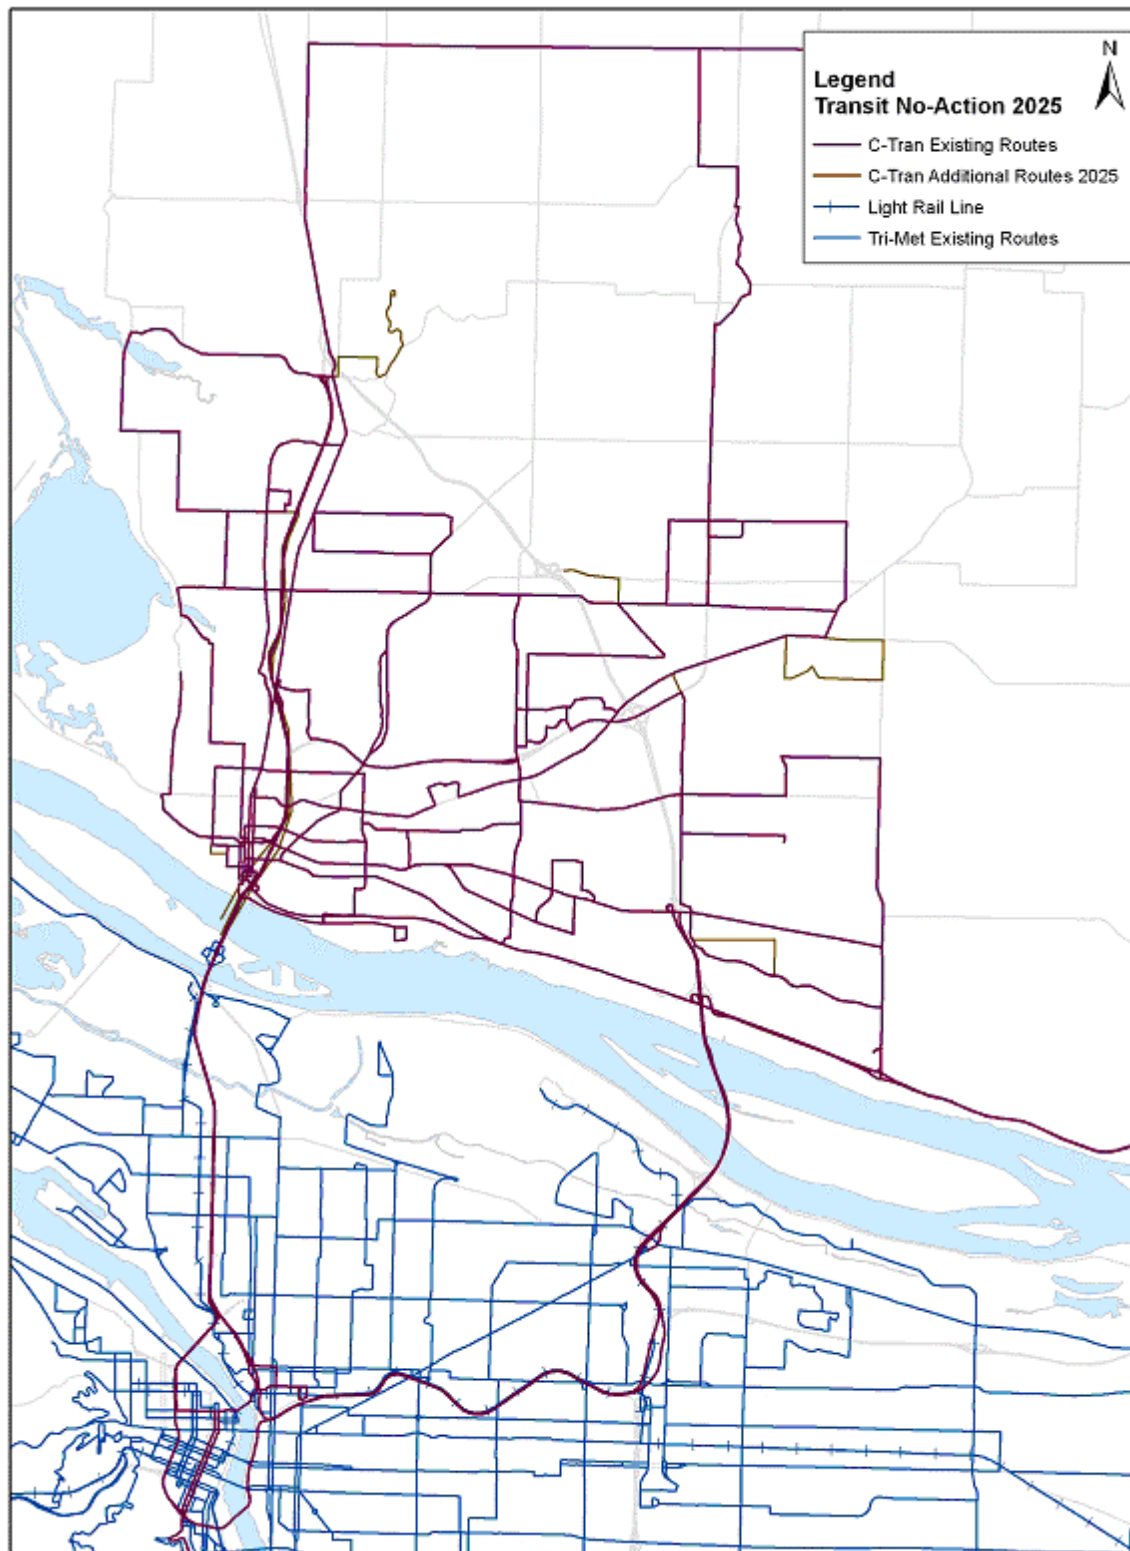 N
Legend
Transit No-Action 2025
C-Tran Existing Routes
C-Tran Additional Routes 2025
Light Rail Line
Tri-Met Existing Routes